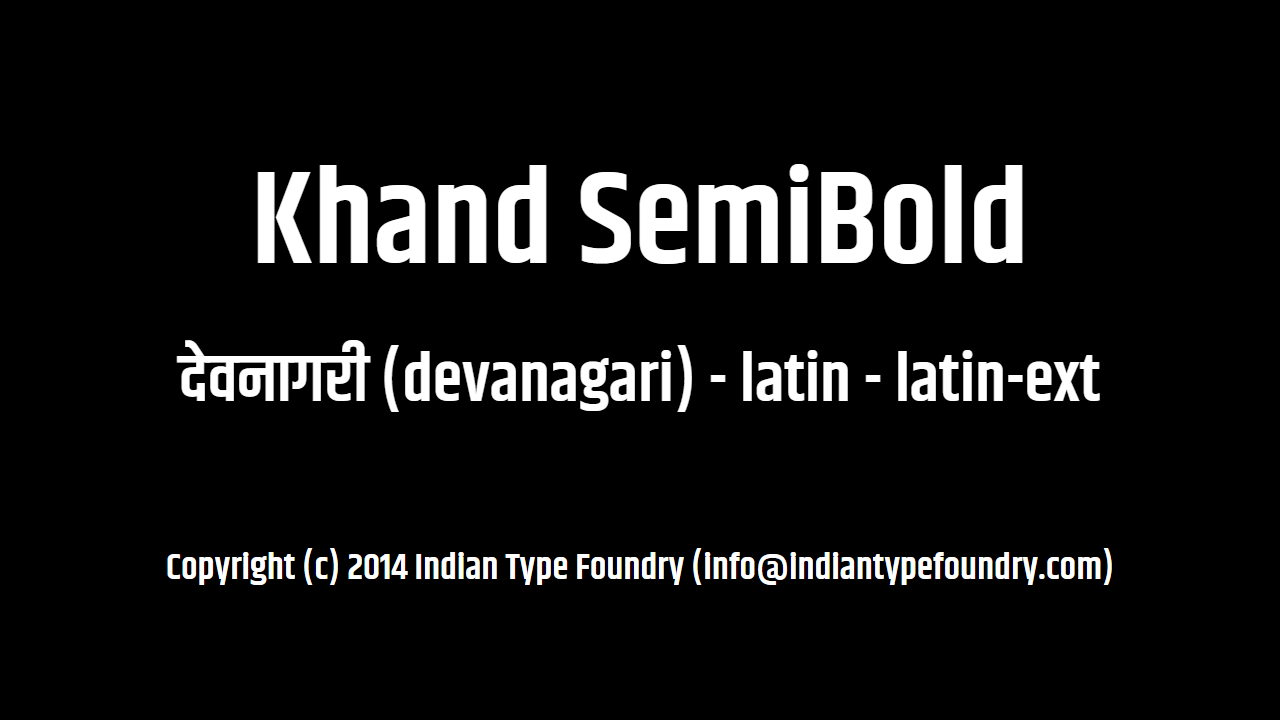 Khand SemiBold
देवनागरी (devanagari) - latin - latin-ext
Copyright (c) 2014 Indian Type Foundry (info@indiantypefoundry.com)